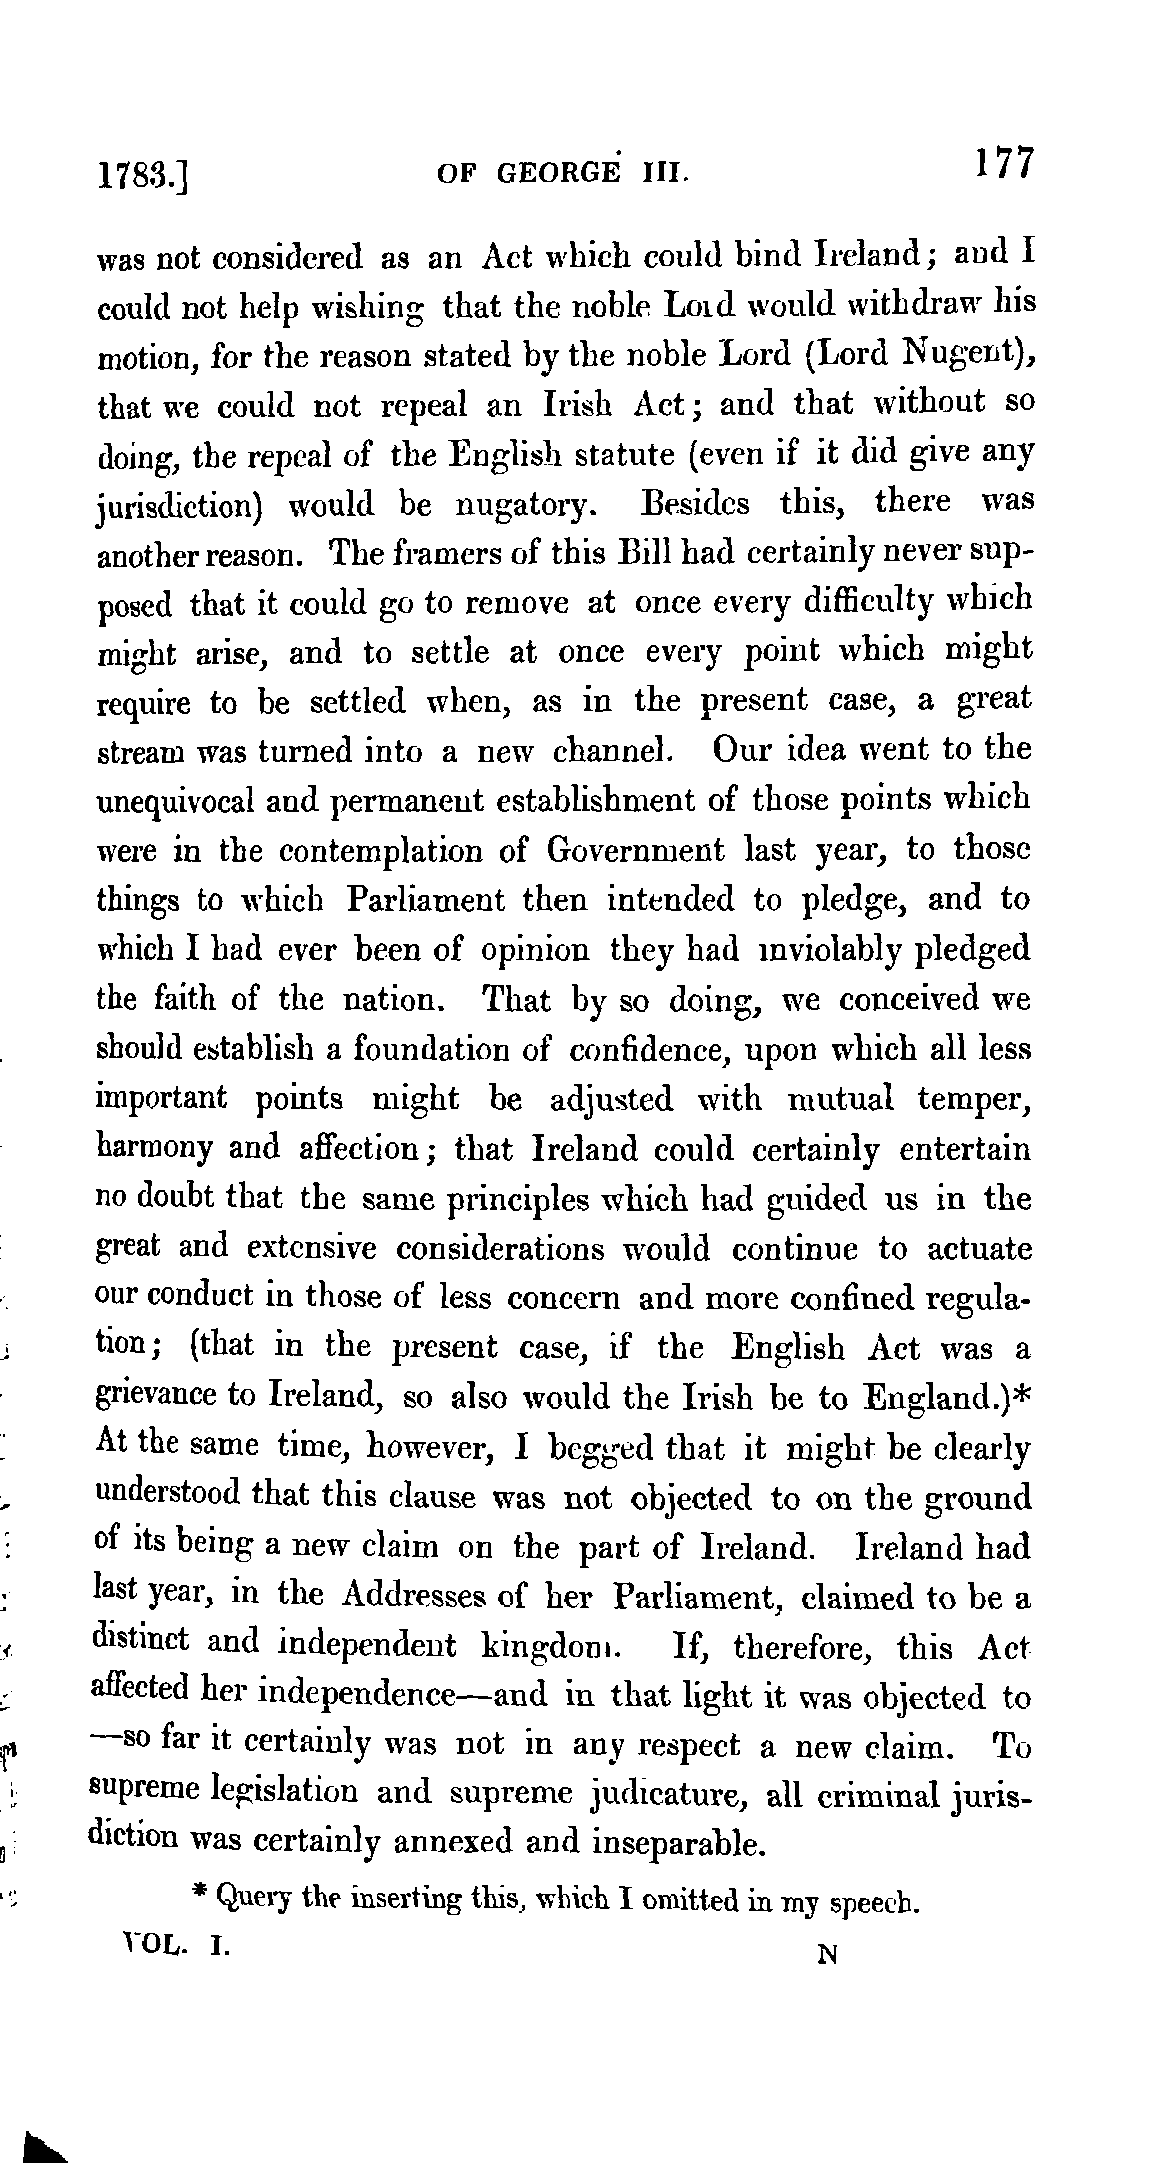 1783.] OF GEORGE III. 177
was not considered as an Act which could bind Ireland; and I
could not help wishing that the noble Lord would withdraw his
motion, for the reason stated by the noble Lord (Lord Nugent),
that we could not repeal an Irish Act; and that without so
doing, the repeal of the English statute (even if it did give any
jurisdiction) would be nugatory. Besides this, there was
another reason. The framers of this Bill had certainly never sup-
posed that it could go to remove at once every difficulty which
might arise, and to settle at once every point which might
require to be settled when, as in the present case, a great
stream was turned into a new channel. Our idea went to the
unequivocal and permanent establishment of those points which
were in the contemplation of Government last year, to those
things to which Parliament then intended to pledge, and to
which I had ever been of opinion they had inviolably pledged
the faith of the nation. That by so doing, we conceived we
should establish a foundation of confidence, upon which all less
important points might be adjusted with mutual temper,
harmony and affection; that Ireland could certainly entertain
no doubt that the same principles which had guided us in the
great and extensive considerations would continue to actuate
our conduct in those of less concern and more confined regula-
tion; (that in the present case, if the English Act was a
grievance to Ireland, so also would the Irish be to England.)*
At the same time, however, I begged that it might be clearly
understood that this clause was not objected to on the ground
of its being a new claim on the part of Ireland. Ireland had
last year, in the Addresses of her Parliament, claimed to be a
distinct and independent kingdom. If, therefore, this Act
affected her independence—and in that light it was objected to
—so far it certainly was not in any respect a new claim. To
supreme legislation and supreme judicature, all criminal juris-
diction was certainly annexed and inseparable.
* Query the inserting this, which I omitted in my speech.
VOL. I. N